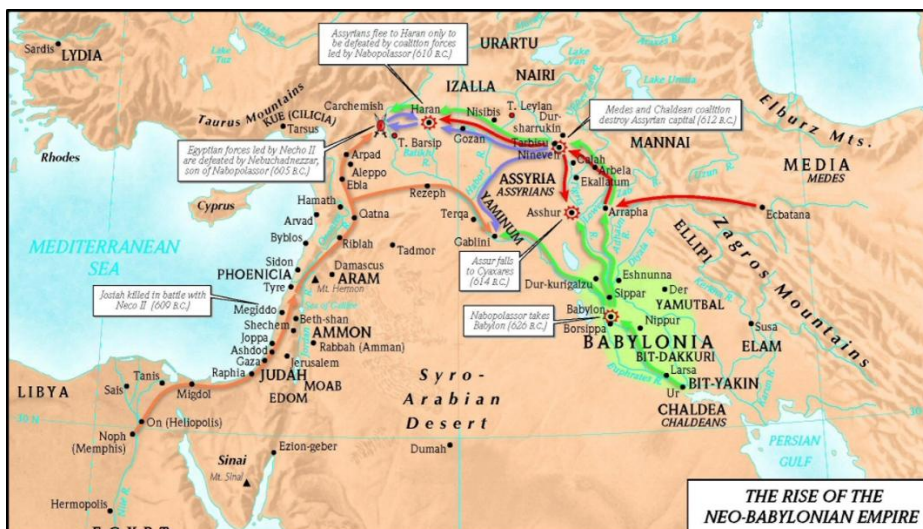 Sardis
LYDIA
Lake
Tuz
Assyrians flee to Haran only to
be defeated by coalition forces
led by Nabopolassor (610 B.C.)
URARTU
Lake
Van
NAIRI
IZALLA
Taurus Mountains
KUE (CILICIA)
Tarsus
Carchemish
Haran
Nisibis
T. Leylan
Dur-
sharrukin
Tarbisu
Nineveh
Medes and Chaldean coalition
destroy Assyrian capital (612 B.C.)
Elburz Mts.
MANNAI
MEDIA
MEDES
Egyptian forces led by Necho II
are defeated by Nebuchadnezzar,
son of Nabopolassor (605 B.C.)
T. Barsip
Gozan
Calah
Arbela
Ekallatum
ASSYRIA
ASSYRIANS
Rhodes
Arpad
Aleppo
Ebla
Cyprus
Hamath
Arvad
Qatna
Rezeph
Terqa
YAMINUM
Gablini
Asshur
Arrapha
Ecbatana
ELLIPI
Zagros Mountains
MEDITERRANEAN
SEA
Byblos
Riblah
Tadmor
Sidon
PHOENICIA
Tyre
Damascus
ARAM
Mt. Hermon
Assur falls
to Cyaxares
(614 B.C.)
Dur-kurigalzu
Eshnunna
Sippar
Der
YAMUTBAL
Josiah killed in battle with
Neco II (609 B.C.)
Megiddo
Shechem
Joppa
Ashdod
Gaza
Raphia
Beth-shan
AMMON
Rabbah (Amman)
Jerusalem
JUDAH
MOAB
EDOM
Nabopolassor takes
Babylon (626 B.C.)
Babylon
Borsippa
Nippur
BABYLONIA
BIT-DAKKURI
Susa
ELAM
Larsa
Ur
BIT-YAKIN
CHALDEA
CHALDEANS
Euphrates R.
LIBYA
Tanis
Sais
Migdol
30 N
On (Heliopolis)
Noph
(Memphis)
Syro-
Arabian
Desert
Dumah
Ezion-geber
Sinai
Mt. Sinai
PERSIAN
GULF
30 N
Hermopolis
Nile R.
EGYPT
THE RISE OF THE
NEO-BABYLONIAN EMPIRE